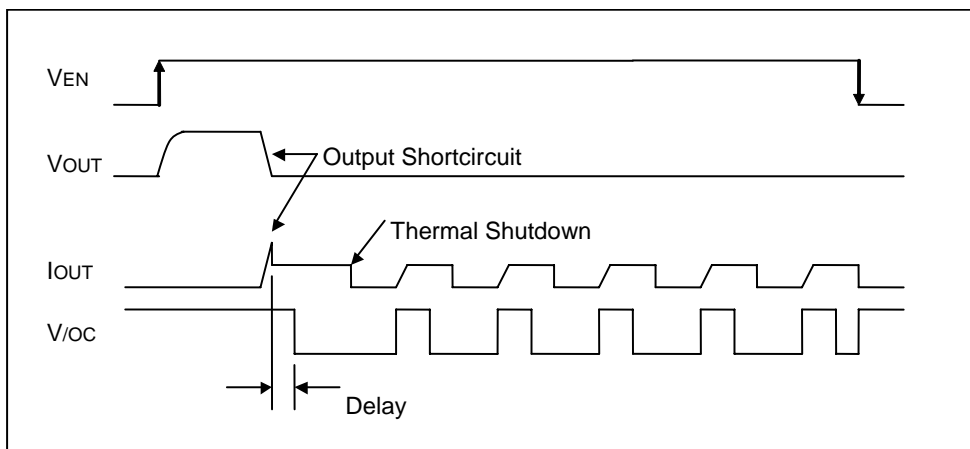 VEN
VOUT
Output Shortcircuit
Thermal Shutdown
IOUT
V/OC
Delay